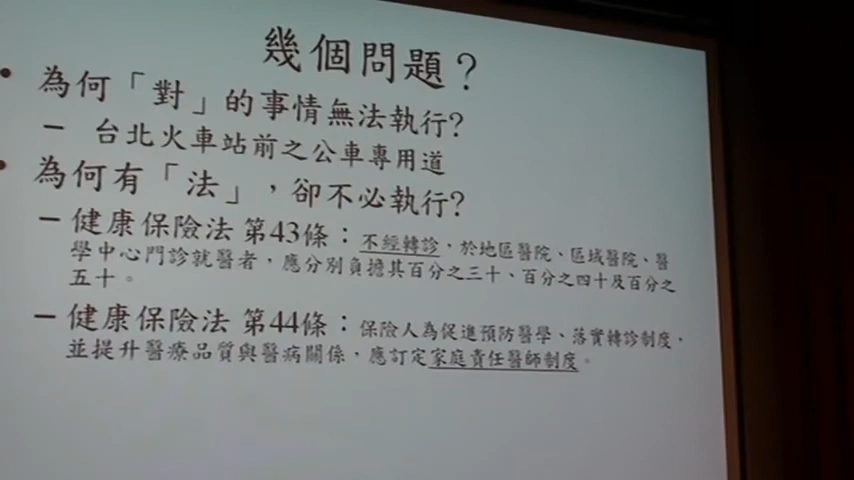 幾個問題？
• 為何「對」的事情無法執行?
– 台北火車站前之公車專用道
• 為何有「法」，卻不必執行?
– 健康保險法 第43條：不經轉診，於地區醫院、區域醫院、醫
學中心門診就醫者，應分別負擔其百分之三十、百分之四十及百分之
五十。
– 健康保險法 第44條：保險人為促進預防醫學、落實轉診制度，
並提升醫療品質與醫病關係，應訂定家庭責任醫師制度。